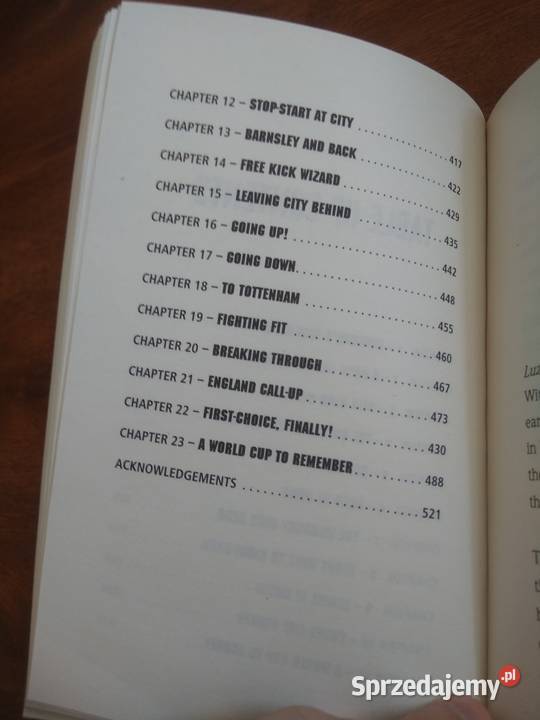 CHAPTER 12 – STOP-START AT CITY .............. 417
CHAPTER 13 – BARNSLEY AND BACK .............. 422
CHAPTER 14 – FREE KICK WIZARD .............. 429
CHAPTER 15 – LEAVING CITY BEHIND .............. 435
CHAPTER 16 – GOING UP! .............. 442
CHAPTER 17 – GOING DOWN .............. 448
CHAPTER 18 – TO TOTTENHAM .............. 455
CHAPTER 19 – FIGHTING FIT .............. 460
CHAPTER 20 – BREAKING THROUGH .............. 467
CHAPTER 21 – ENGLAND CALL-UP .............. 473
CHAPTER 22 – FIRST-CHOICE, FINALLY! .............. 430
CHAPTER 23 – A WORLD CUP TO REMEMBER .............. 488
ACKNOWLEDGEMENTS .............. 521
Sprzedajemy.pl